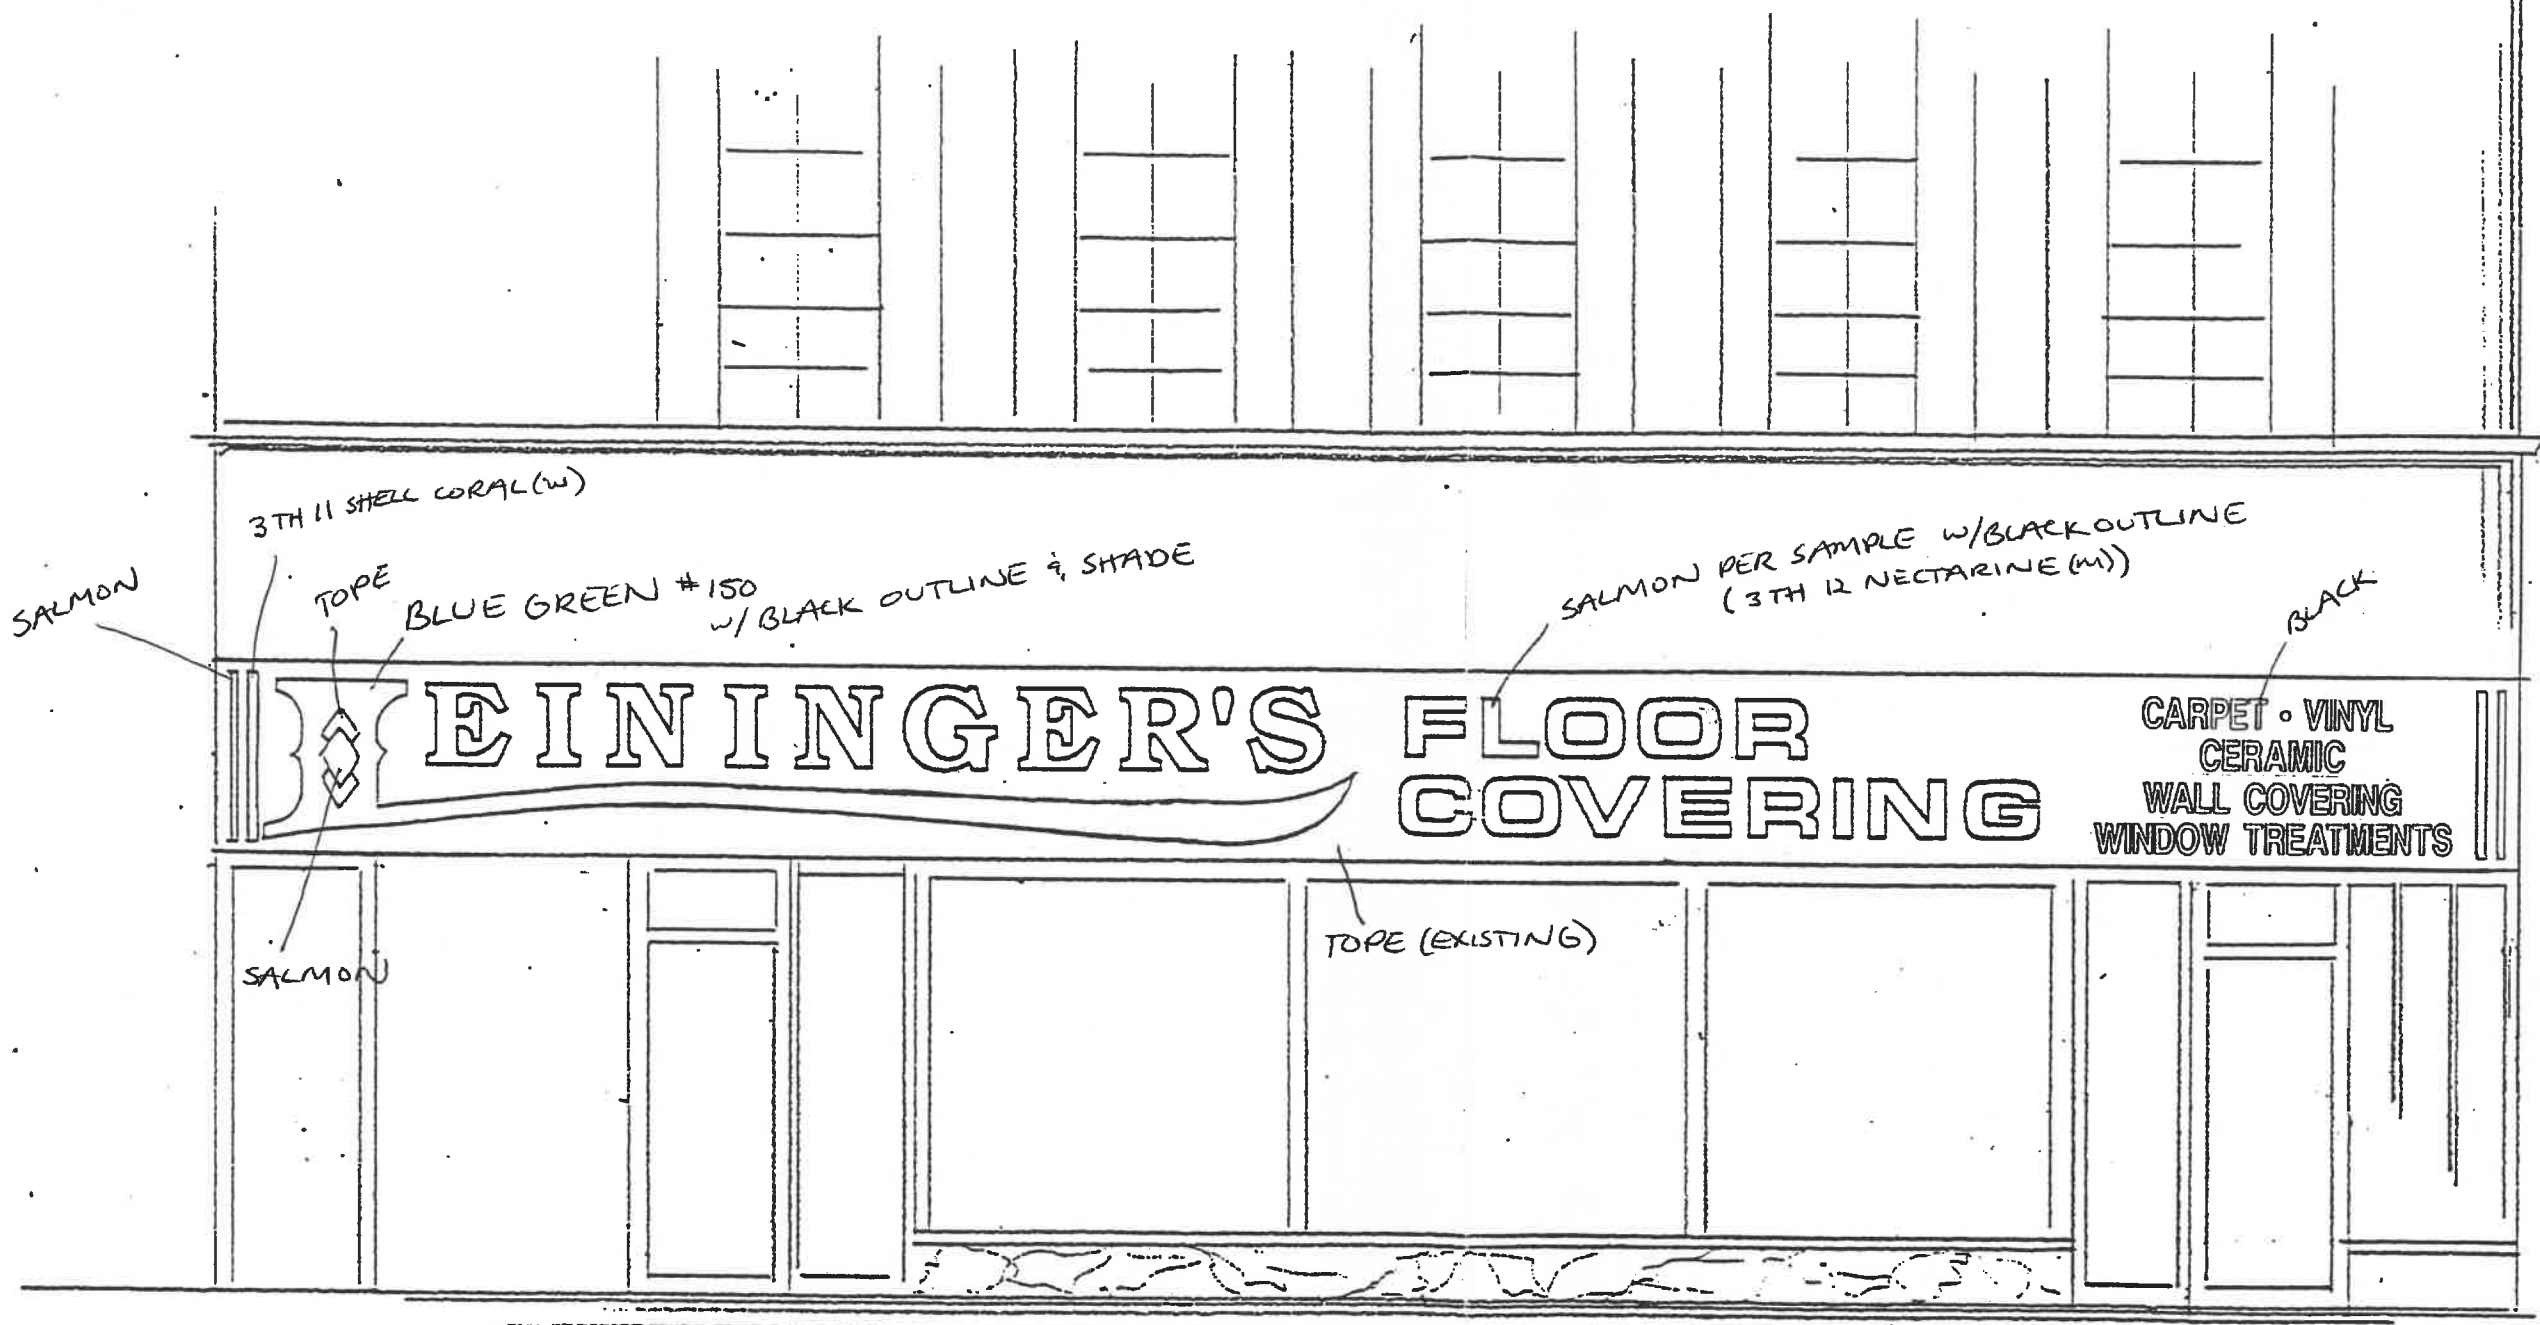 3TH 11 SHELL CORAL (W)
SALMON
TOPE
BLUE GREEN #150
W/ BLACK OUTLINE & SHADE
SALMON PER SAMPLE W/BLACK OUTLINE
(3TH 12 NECTARINE (M))
BLACK
LEININGER'S
FLOOR
COVERING
CARPET • VINYL
CERAMIC
WALL COVERING
WINDOW TREATMENTS
TOPE (EXISTING)
SALMON